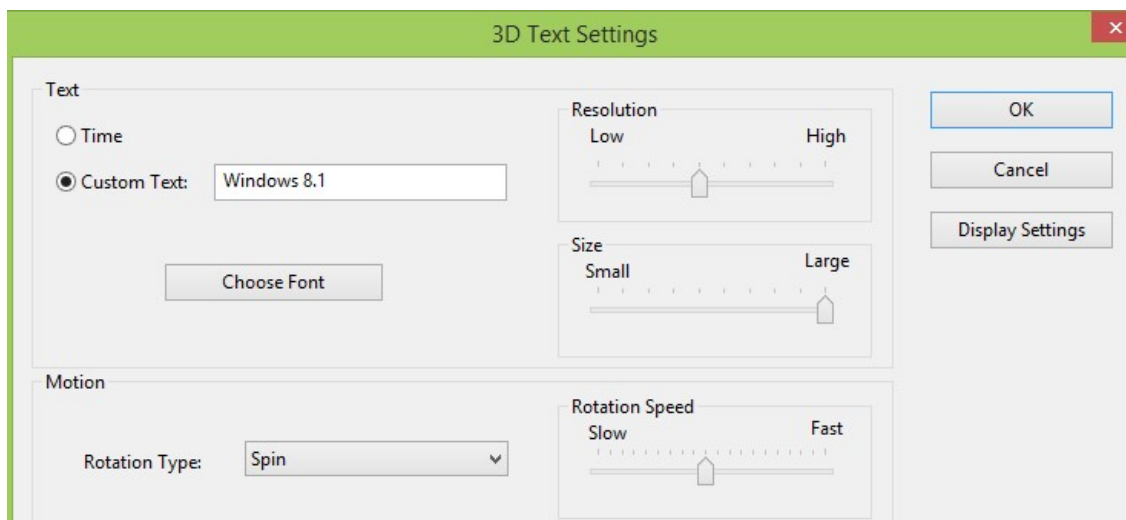 3D Text Settings
Text
Time
Custom Text: Windows 8.1
Choose Font
Resolution
Low High
Size
Small Large
OK
Cancel
Display Settings
Motion
Rotation Type: Spin
Rotation Speed
Slow Fast